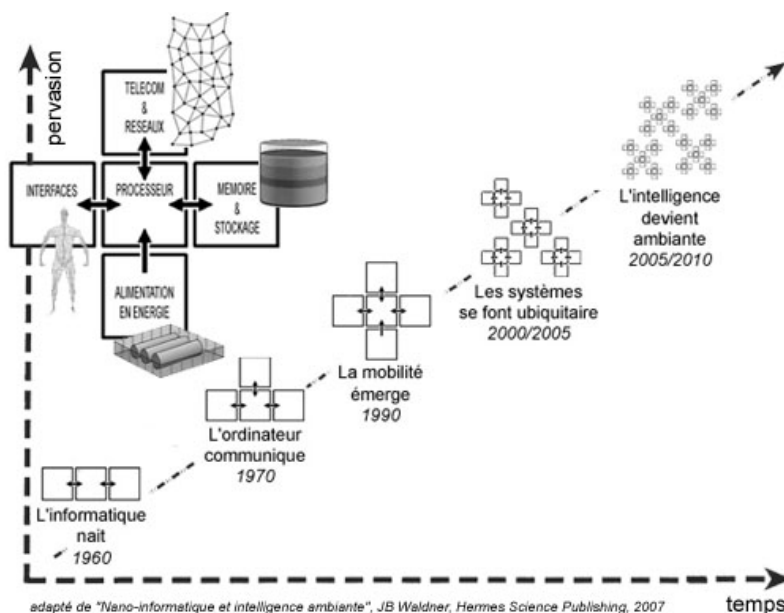 pervasion
TELECOM
&
RESEAUX
INTERFACES
PROCESSEUR
MEMOIRE
&
STOCKAGE
ALIMENTATION
EN ENERGIE
L'informatique
nait
1960
L'ordinateur
communique
1970
La mobilité
émerge
1990
Les systèmes
se font ubiquitaire
2000/2005
L'intelligence
devient
ambiante
2005/2010
temps
adapté de "Nano-informatique et intelligence ambiante", JB Waldner, Hermes Science Publishing, 2007